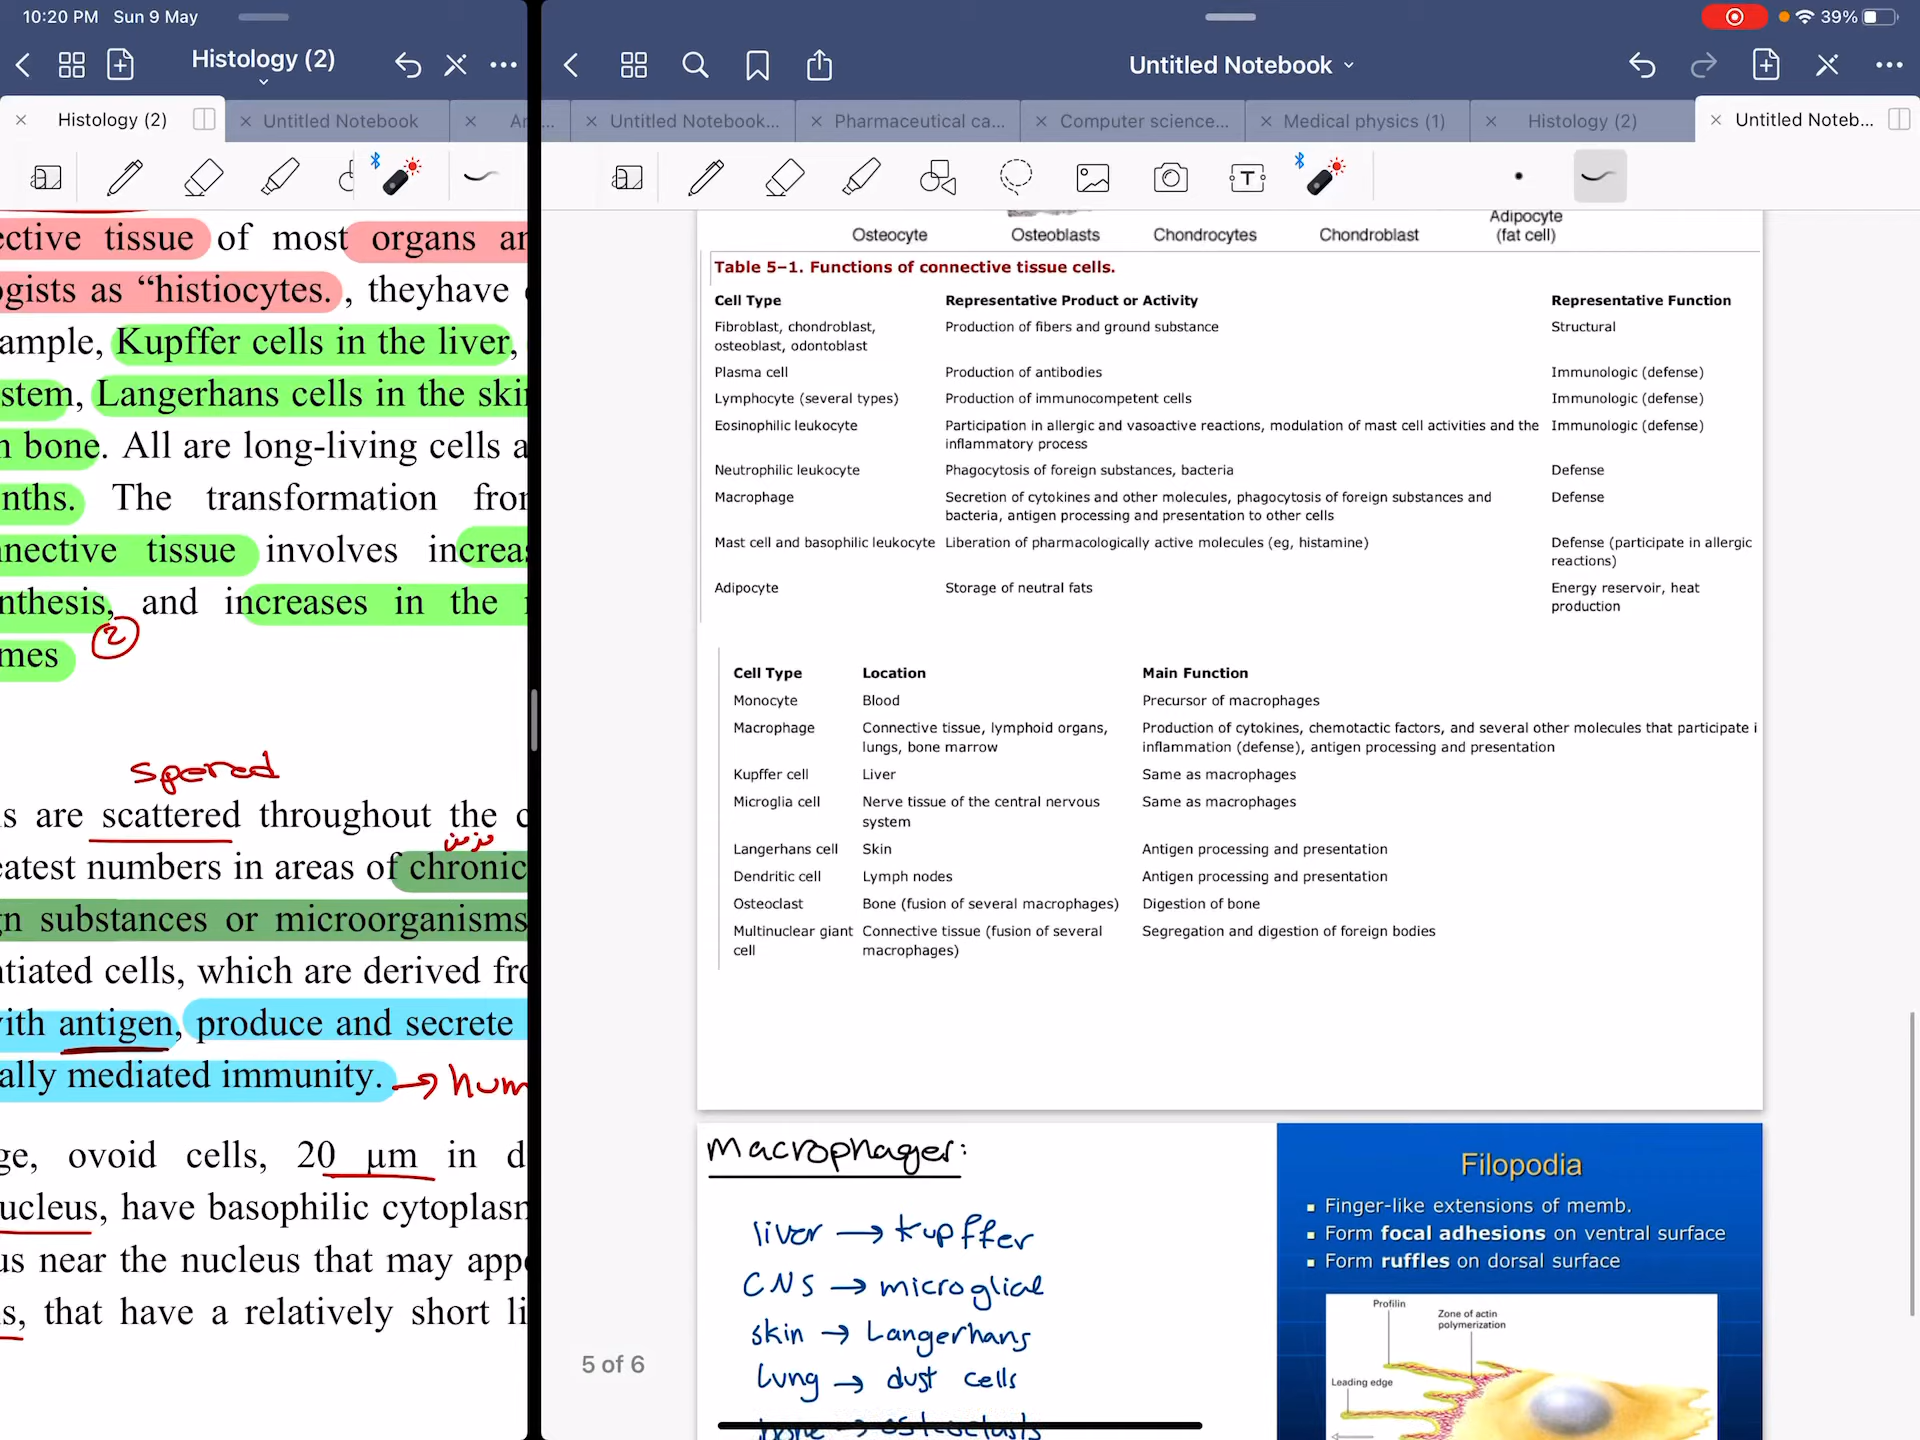 10:20 PM Sun 9 May
39%
Histology (2)
Untitled Notebook
Histology (2)
Untitled Notebook
Ar...
Untitled Notebook...
Pharmaceutical ca...
Computer science...
Medical physics (1)
Histology (2)
Untitled Noteb...
ective tissue of most organs an
ogists as “histiocytes. , theyhave
ample, Kupffer cells in the liver,
stem, Langerhans cells in the skin
n bone. All are long-living cells a
nths. The transformation from
nnective tissue involves increas
nthesis, and increases in the
2
mes
spered
s are scattered throughout the c
مزمن
eatest numbers in areas of chronic
gn substances or microorganisms
ntiated cells, which are derived fro
with antigen, produce and secrete
ally mediated immunity. → hum
ge, ovoid cells, 20 µm in d
ucleus, have basophilic cytoplasm
us near the nucleus that may appe
s, that have a relatively short li
Osteocyte Osteoblasts Chondrocytes Chondroblast Adipocyte
(fat cell)
Table 5–1. Functions of connective tissue cells.
Cell Type Representative Product or Activity Representative Function
Fibroblast, chondroblast, Production of fibers and ground substance Structural
osteoblast, odontoblast
Plasma cell Production of antibodies Immunologic (defense)
Lymphocyte (several types) Production of immunocompetent cells Immunologic (defense)
Eosinophilic leukocyte Participation in allergic and vasoactive reactions, modulation of mast cell activities and the Immunologic (defense)
inflammatory process
Neutrophilic leukocyte Phagocytosis of foreign substances, bacteria Defense
Macrophage Secretion of cytokines and other molecules, phagocytosis of foreign substances and Defense
bacteria, antigen processing and presentation to other cells
Mast cell and basophilic leukocyte Liberation of pharmacologically active molecules (eg, histamine) Defense (participate in allergic
reactions)
Adipocyte Storage of neutral fats Energy reservoir, heat
production
Cell Type Location Main Function
Monocyte Blood Precursor of macrophages
Macrophage Connective tissue, lymphoid organs, Production of cytokines, chemotactic factors, and several other molecules that participate i
lungs, bone marrow inflammation (defense), antigen processing and presentation
Kupffer cell Liver Same as macrophages
Microglia cell Nerve tissue of the central nervous Same as macrophages
system
Langerhans cell Skin Antigen processing and presentation
Dendritic cell Lymph nodes Antigen processing and presentation
Osteoclast Bone (fusion of several macrophages) Digestion of bone
Multinuclear giant Connective tissue (fusion of several Segregation and digestion of foreign bodies
cell macrophages)
Macrophager:
liver → Kupffer
CNS → microglial
skin → Langerhans
Lung → dust cells
bone → osteoclasts
5 of 6
Filopodia
Finger-like extensions of memb.
Form focal adhesions on ventral surface
Form ruffles on dorsal surface
Profilin
Zone of actin
polymerization
Leading edge